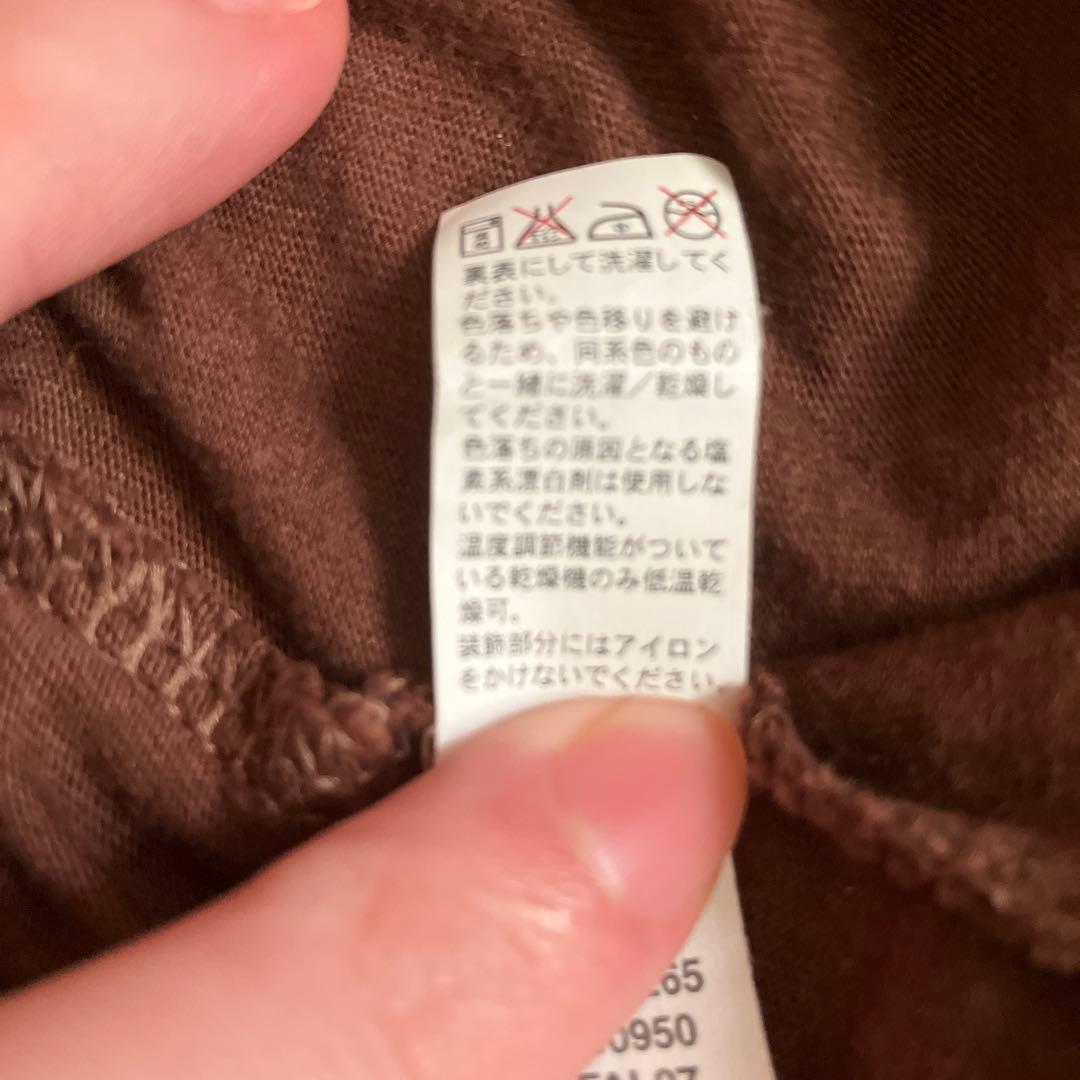 裏表にして洗濯してく
ださい。
色落ちや色移りを避け
るため、同系色のもの
と一緒に洗濯／乾燥し
てください。
色落ちの原因となる塩
素系漂白剤は使用しな
いでください。
温度調節機能がついて
いる乾燥機のみ低温乾
燥可。
装飾部分にはアイロン
をかけないでください。
265
0950